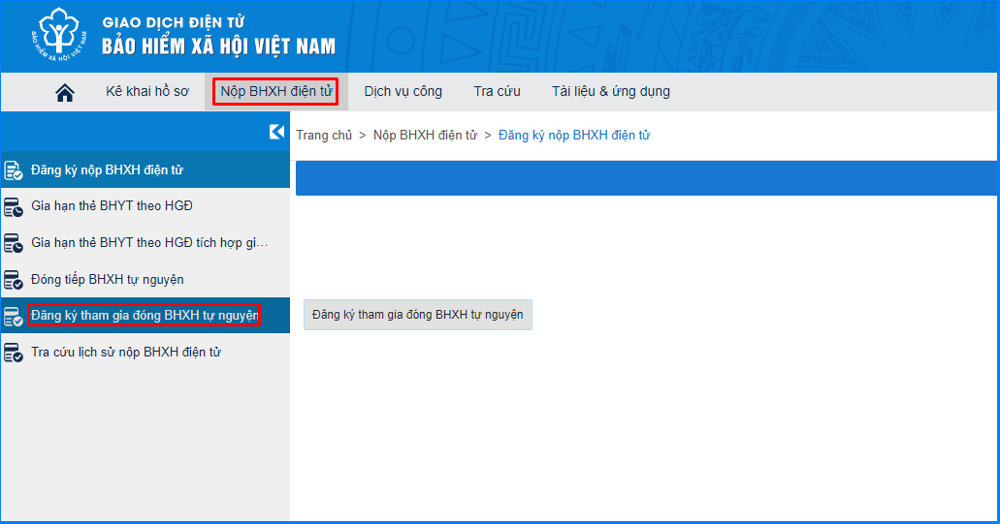 GIAO DỊCH ĐIỆN TỬ
BẢO HIỂM XÃ HỘI VIỆT NAM
BẢO HIỂM XÃ HỘI VIỆT NAM
Kê khai hồ sơ Nộp BHXH điện tử Dịch vụ công Tra cứu Tài liệu & ứng dụng
Trang chủ > Nộp BHXH điện tử > Đăng ký nộp BHXH điện tử
Đăng ký nộp BHXH điện tử
Gia hạn thẻ BHYT theo HGĐ
Gia hạn thẻ BHYT theo HGĐ tích hợp gi...
Đóng tiếp BHXH tự nguyện
Đăng ký tham gia đóng BHXH tự nguyện
Tra cứu lịch sử nộp BHXH điện tử
Đăng ký tham gia đóng BHXH tự nguyện